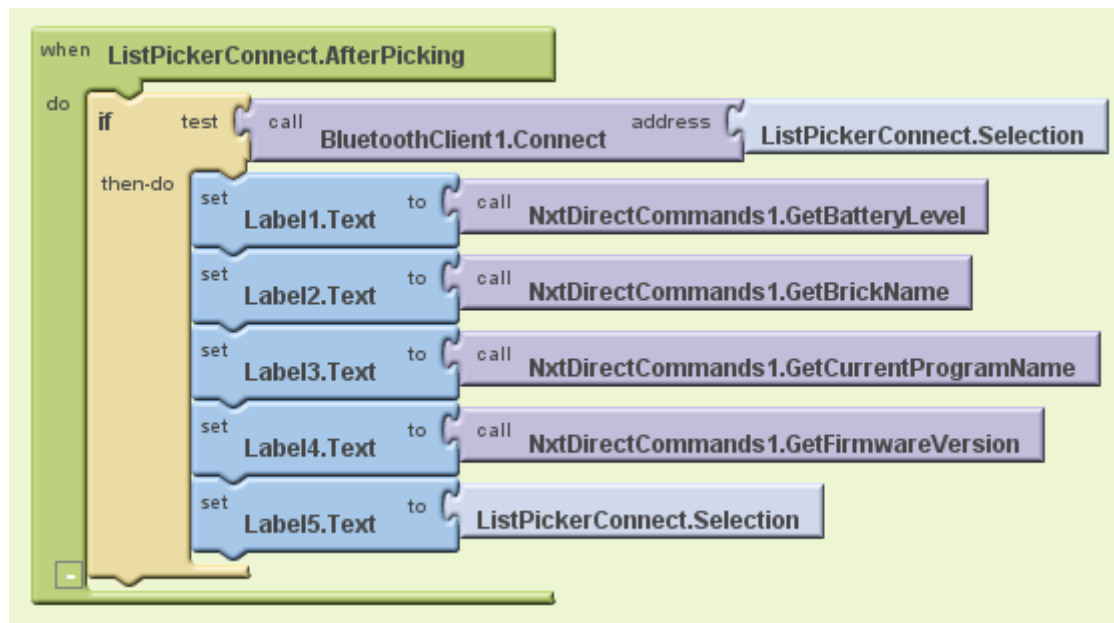 when ListPickerConnect.AfterPicking
do if test call BluetoothClient1.Connect address ListPickerConnect.Selection
then-do set Label1.Text to call NxtDirectCommands1.GetBatteryLevel
set Label2.Text to call NxtDirectCommands1.GetBrickName
set Label3.Text to call NxtDirectCommands1.GetCurrentProgramName
set Label4.Text to call NxtDirectCommands1.GetFirmwareVersion
set Label5.Text to ListPickerConnect.Selection
-